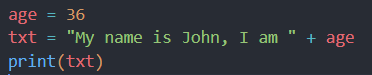 age = 36
txt = "My name is John, I am " + age
print(txt)